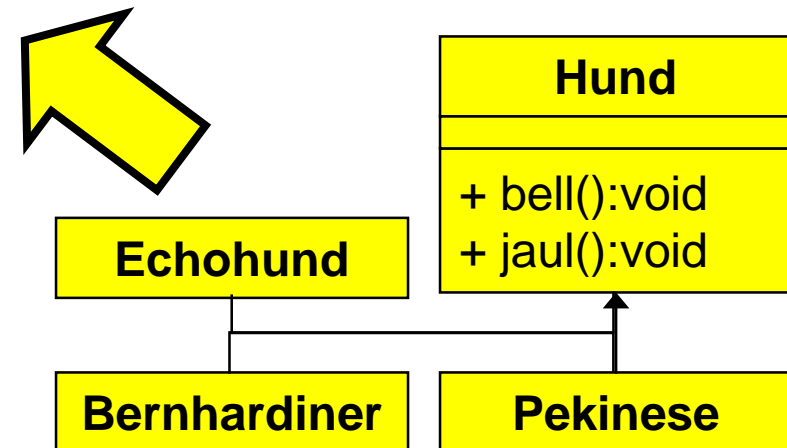 Hund
+ bell():void
+ jaul():void
Echohund
Bernhardiner
Pekinese